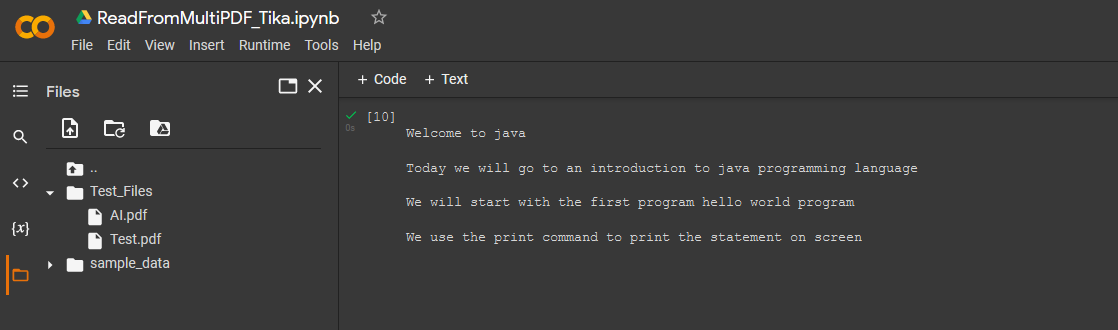 ReadFromMultiPDF_Tika.ipynb
File Edit View Insert Runtime Tools Help
Files
+ Code + Text
..
Test_Files
AI.pdf
Test.pdf
sample_data
{x}
[10]
0s
Welcome to java
Today we will go to an introduction to java programming language
We will start with the first program hello world program
We use the print command to print the statement on screen